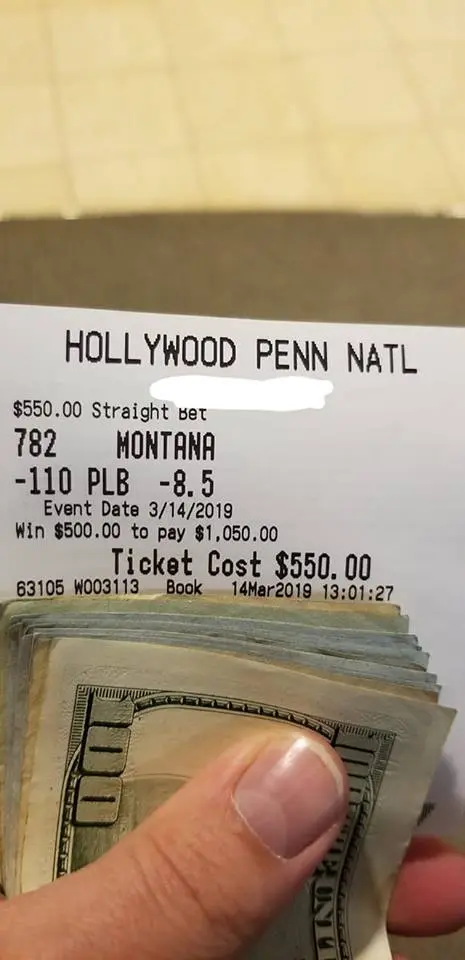 HOLLYWOOD PENN NATL
$550.00 Straight Bet
782 MONTANA
-110 PLB -8.5
Event Date 3/14/2019
Win $500.00 to pay $1,050.00
Ticket Cost $550.00
63105 W003113 Book 14Mar2019 13:01:27
100